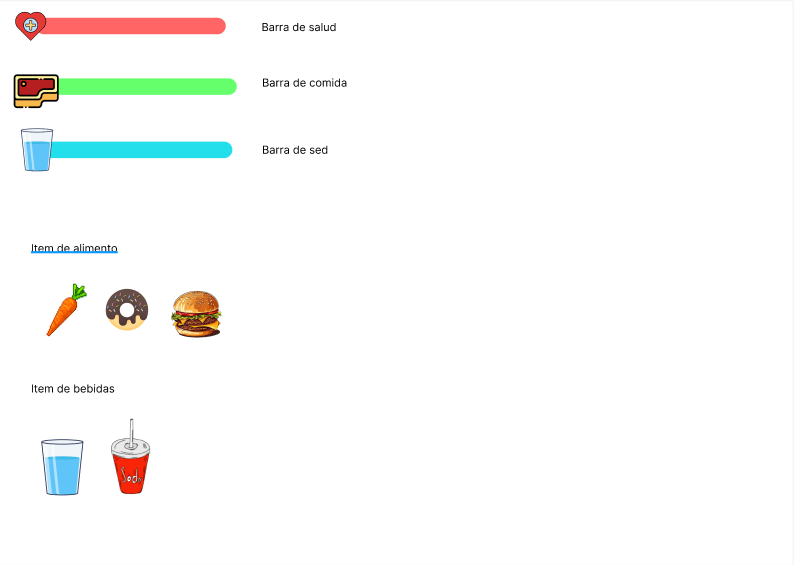 Barra de salud
Barra de comida
Barra de sed
Item de alimento
Item de bebidas
Soda